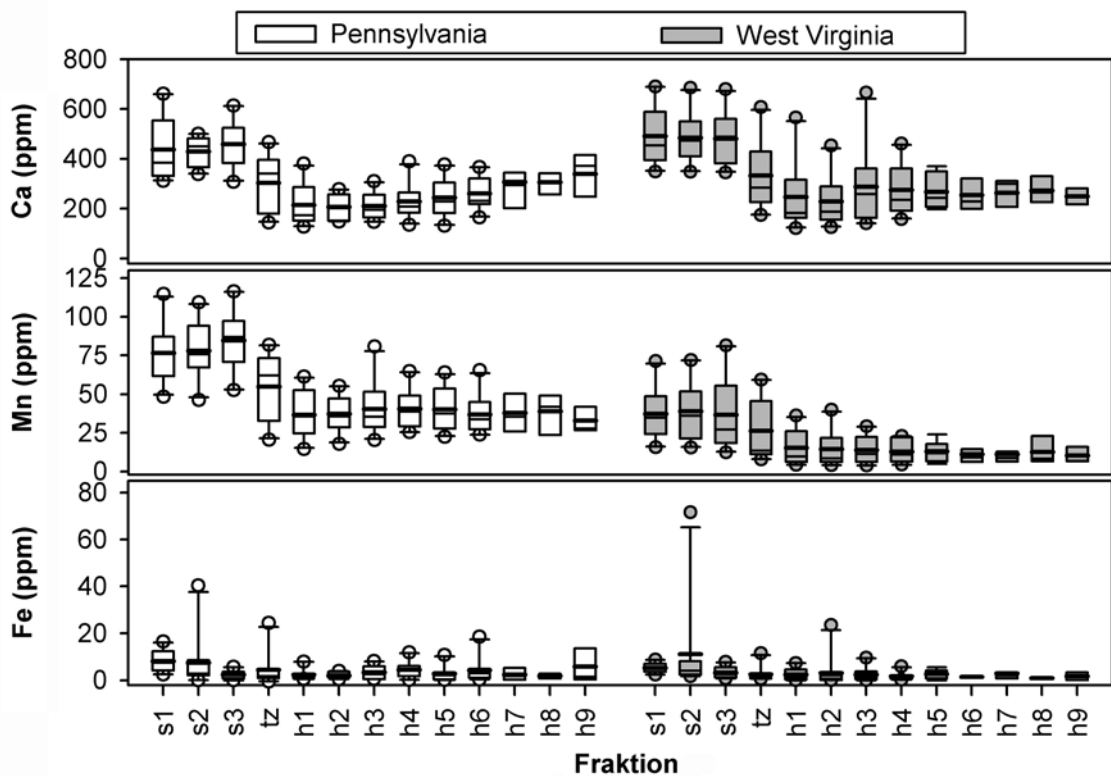 Pennsylvania West Virginia
Ca (ppm)
800
600
400
200
0
Mn (ppm)
125
100
75
50
25
0
Fe (ppm)
80
60
40
20
0
s1 s2 s3 tz h1 h2 h3 h4 h5 h6 h7 h8 h9 s1 s2 s3 tz h1 h2 h3 h4 h5 h6 h7 h8 h9
Fraktion